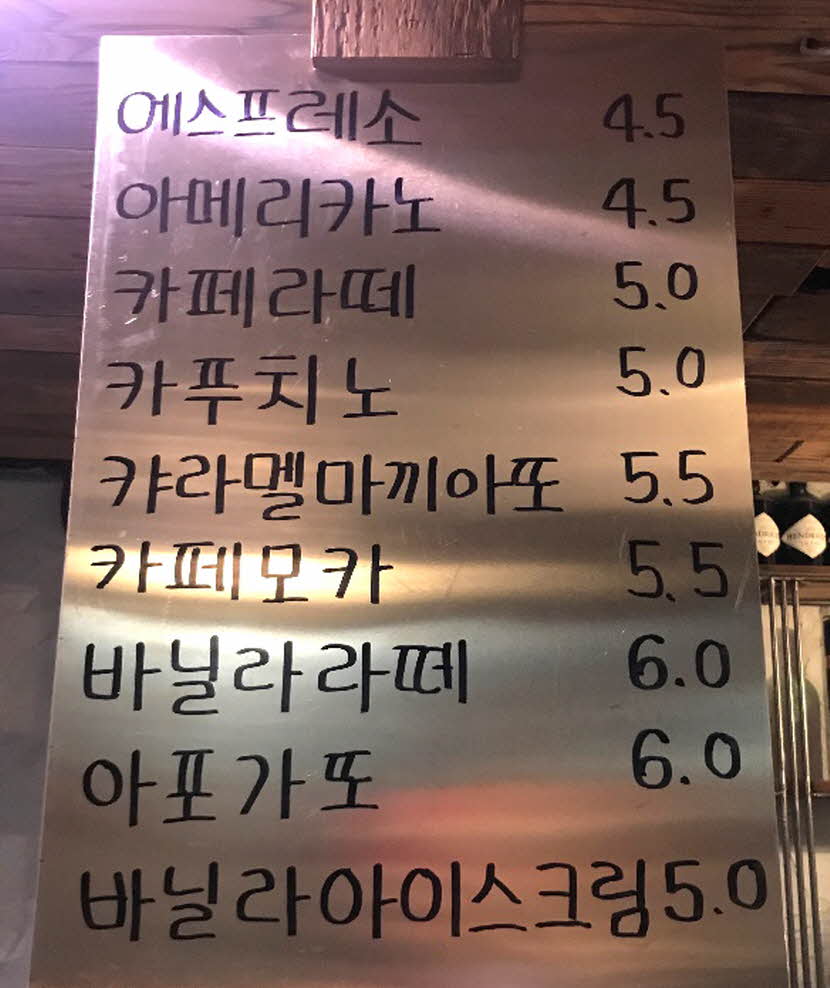 에스프레소 4.5
아메리카노 4.5
카페라떼 5.0
카푸치노 5.0
캬라멜마끼아또 5.5
카페모카 5.5
바닐라라떼 6.0
아포가또 6.0
바닐라아이스크림 5.0